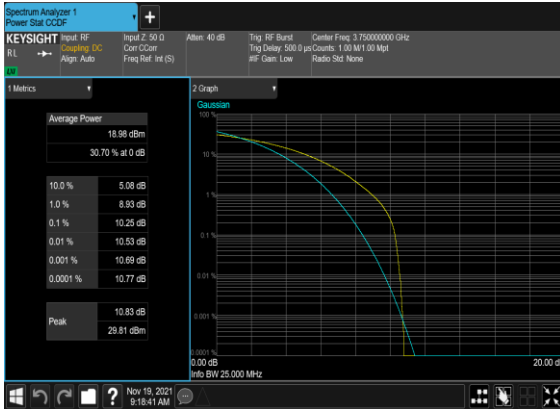 Spectrum Analyzer 1
Power Stat CCDF
KEYSIGHT
RL
Input: RF
Coupling: DC
Align: Auto
Input Z: 50 Ω
Corr CCorr
Freq Ref: Int (S)
Atten: 40 dB
Trig: RF Burst
Trig Delay: 500.0 µs
#IF Gain: Low
Center Freq: 3.750000000 GHz
Counts: 1.00 M/1.00 Mpt
Radio Std: None
1 Metrics
Average Power
18.98 dBm
30.70 % at 0 dB
10.0 % 5.08 dB
1.0 % 8.93 dB
0.1 % 10.25 dB
0.01 % 10.53 dB
0.001 % 10.69 dB
0.0001 % 10.77 dB
Peak
10.83 dB
29.81 dBm
2 Graph
Gaussian
100 %
10 %
1 %
0.1 %
0.01 %
0.001 %
0.0001 %
0.00 dB
20.00 d
Info BW 25.000 MHz
Nov 19, 2021
9:18:41 AM